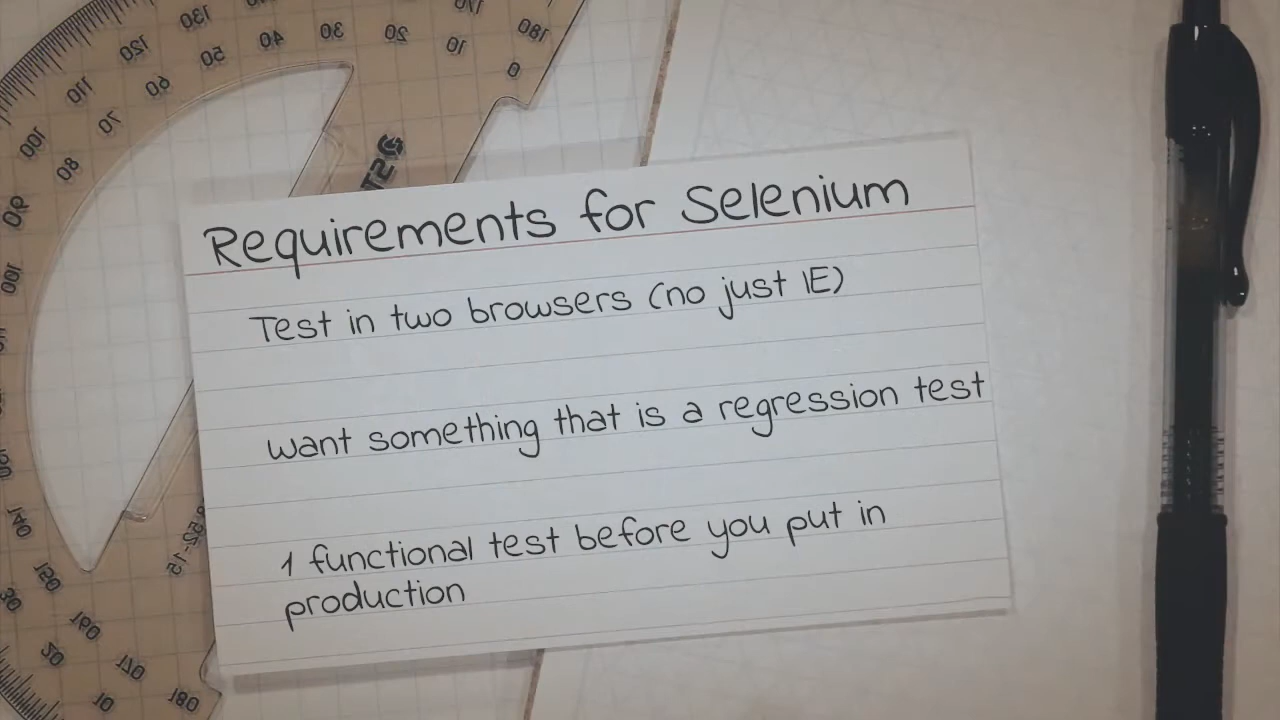 Requirements for Selenium
Test in two browsers (no just IE)
want something that is a regression test
1 functional test before you put in
production